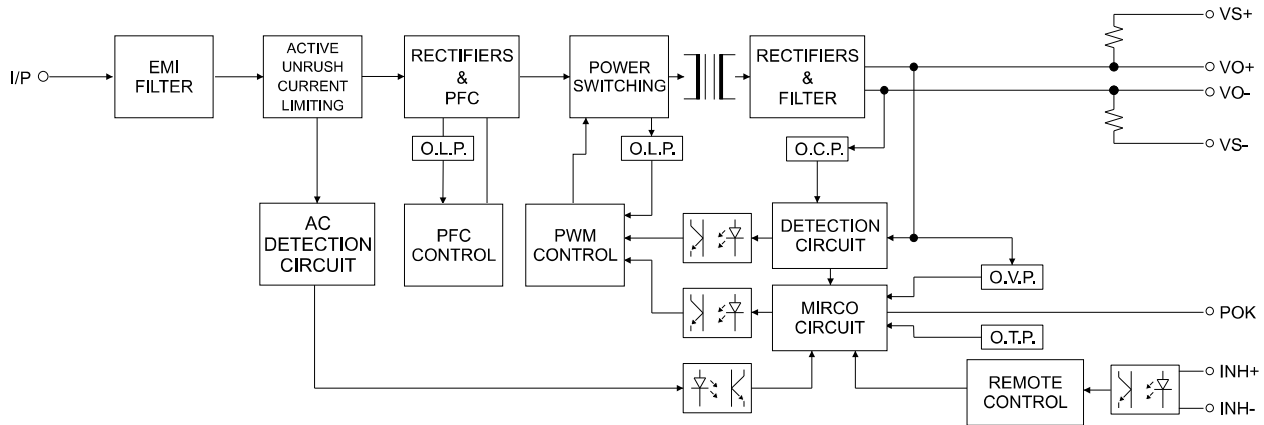 I/P
EMI
FILTER
ACTIVE
UNRUSH
CURRENT
LIMITING
RECTIFIERS
&
PFC
POWER
SWITCHING
RECTIFIERS
&
FILTER
VS+
VO+
VO-
VS-
O.L.P.
O.L.P.
O.C.P.
AC
DETECTION
CIRCUIT
PFC
CONTROL
PWM
CONTROL
DETECTION
CIRCUIT
O.V.P.
MIRCO
CIRCUIT
POK
O.T.P.
REMOTE
CONTROL
INH+
INH-